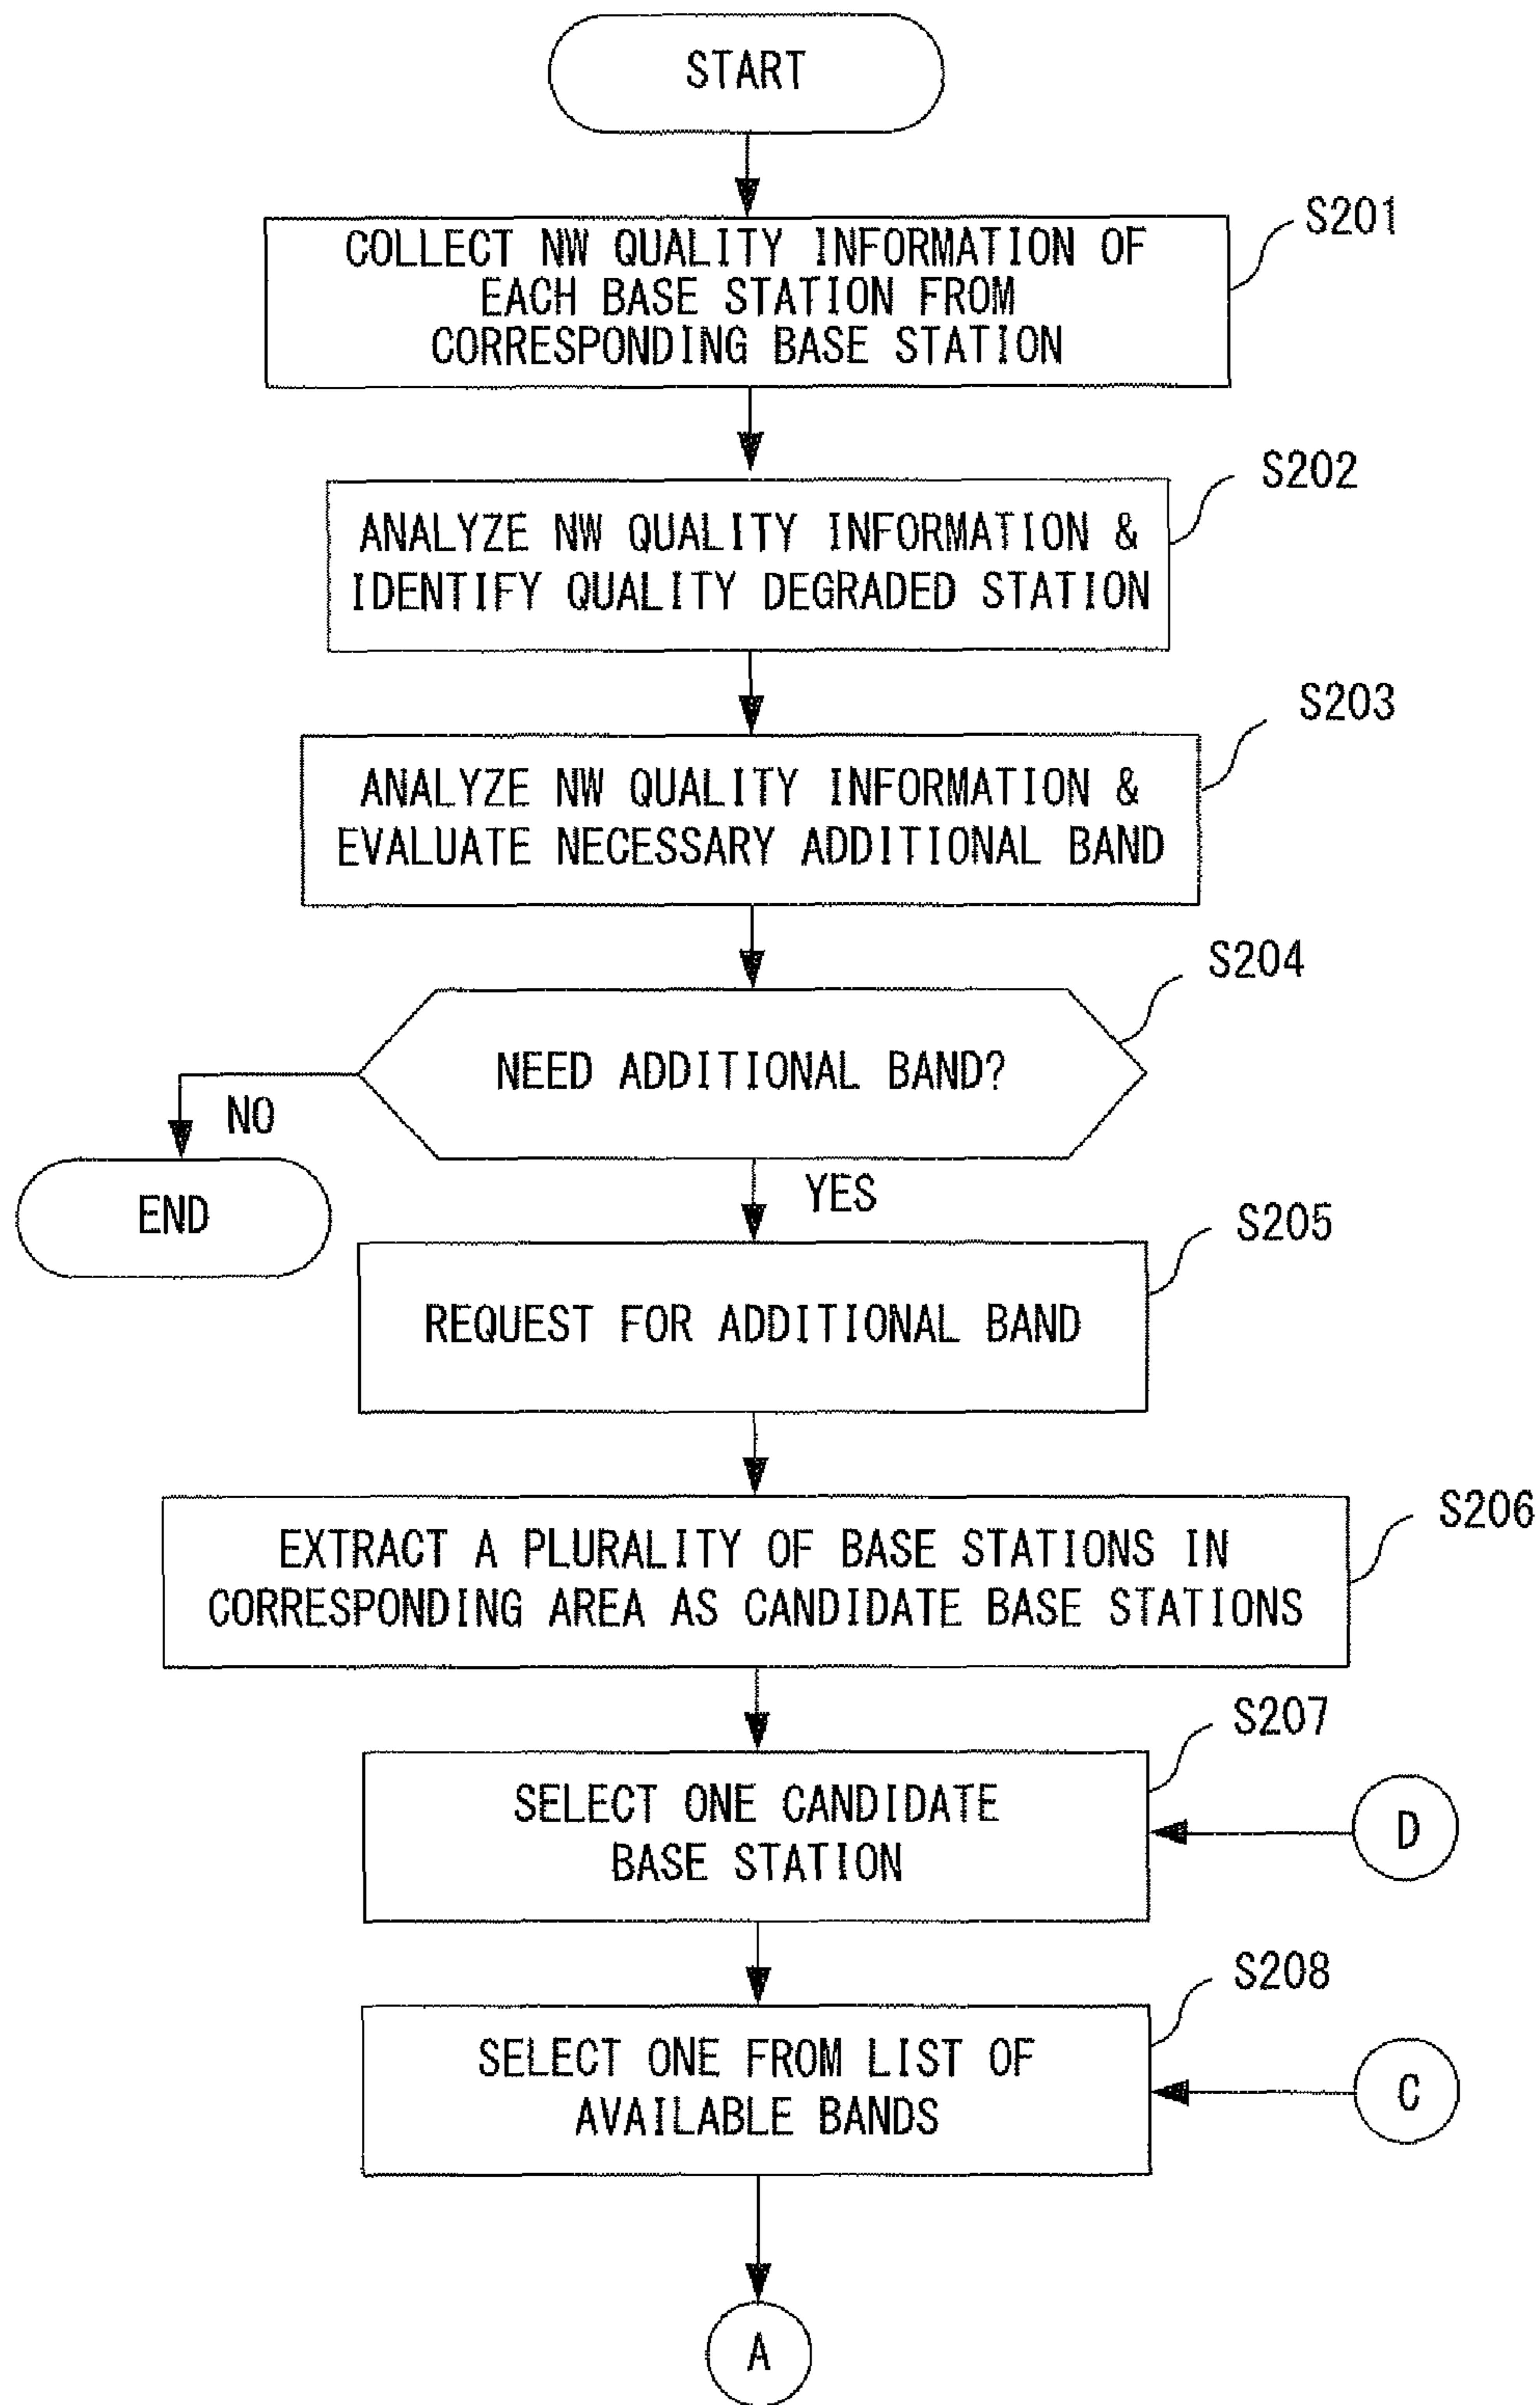 START
S201
COLLECT NW QUALITY INFORMATION OF
EACH BASE STATION FROM
CORRESPONDING BASE STATION
S202
ANALYZE NW QUALITY INFORMATION &
IDENTIFY QUALITY DEGRADED STATION
S203
ANALYZE NW QUALITY INFORMATION &
EVALUATE NECESSARY ADDITIONAL BAND
S204
NEED ADDITIONAL BAND?
NO
END
YES
S205
REQUEST FOR ADDITIONAL BAND
S206
EXTRACT A PLURALITY OF BASE STATIONS IN
CORRESPONDING AREA AS CANDIDATE BASE STATIONS
S207
SELECT ONE CANDIDATE
BASE STATION
D
S208
SELECT ONE FROM LIST OF
AVAILABLE BANDS
C
A